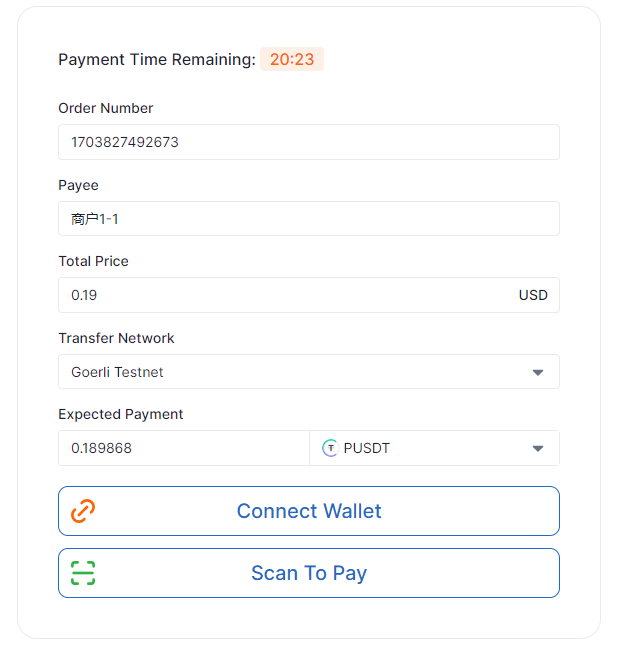 Payment Time Remaining: 20:23
Order Number
1703827492673
Payee
商户1-1
Total Price
0.19 USD
Transfer Network
Goerli Testnet
Expected Payment
0.189868 PUSDT
Connect Wallet
Scan To Pay